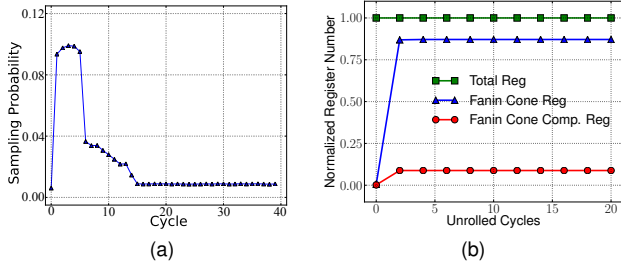 0.12
0.08
0.04
0.00
Sampling Probability
0
10
20
30
40
Cycle
(a)
1.00
0.75
0.50
0.25
0.00
Normalized Register Number
Total Reg
Fanin Cone Reg
Fanin Cone Comp. Reg
0
5
10
15
20
Unrolled Cycles
(b)